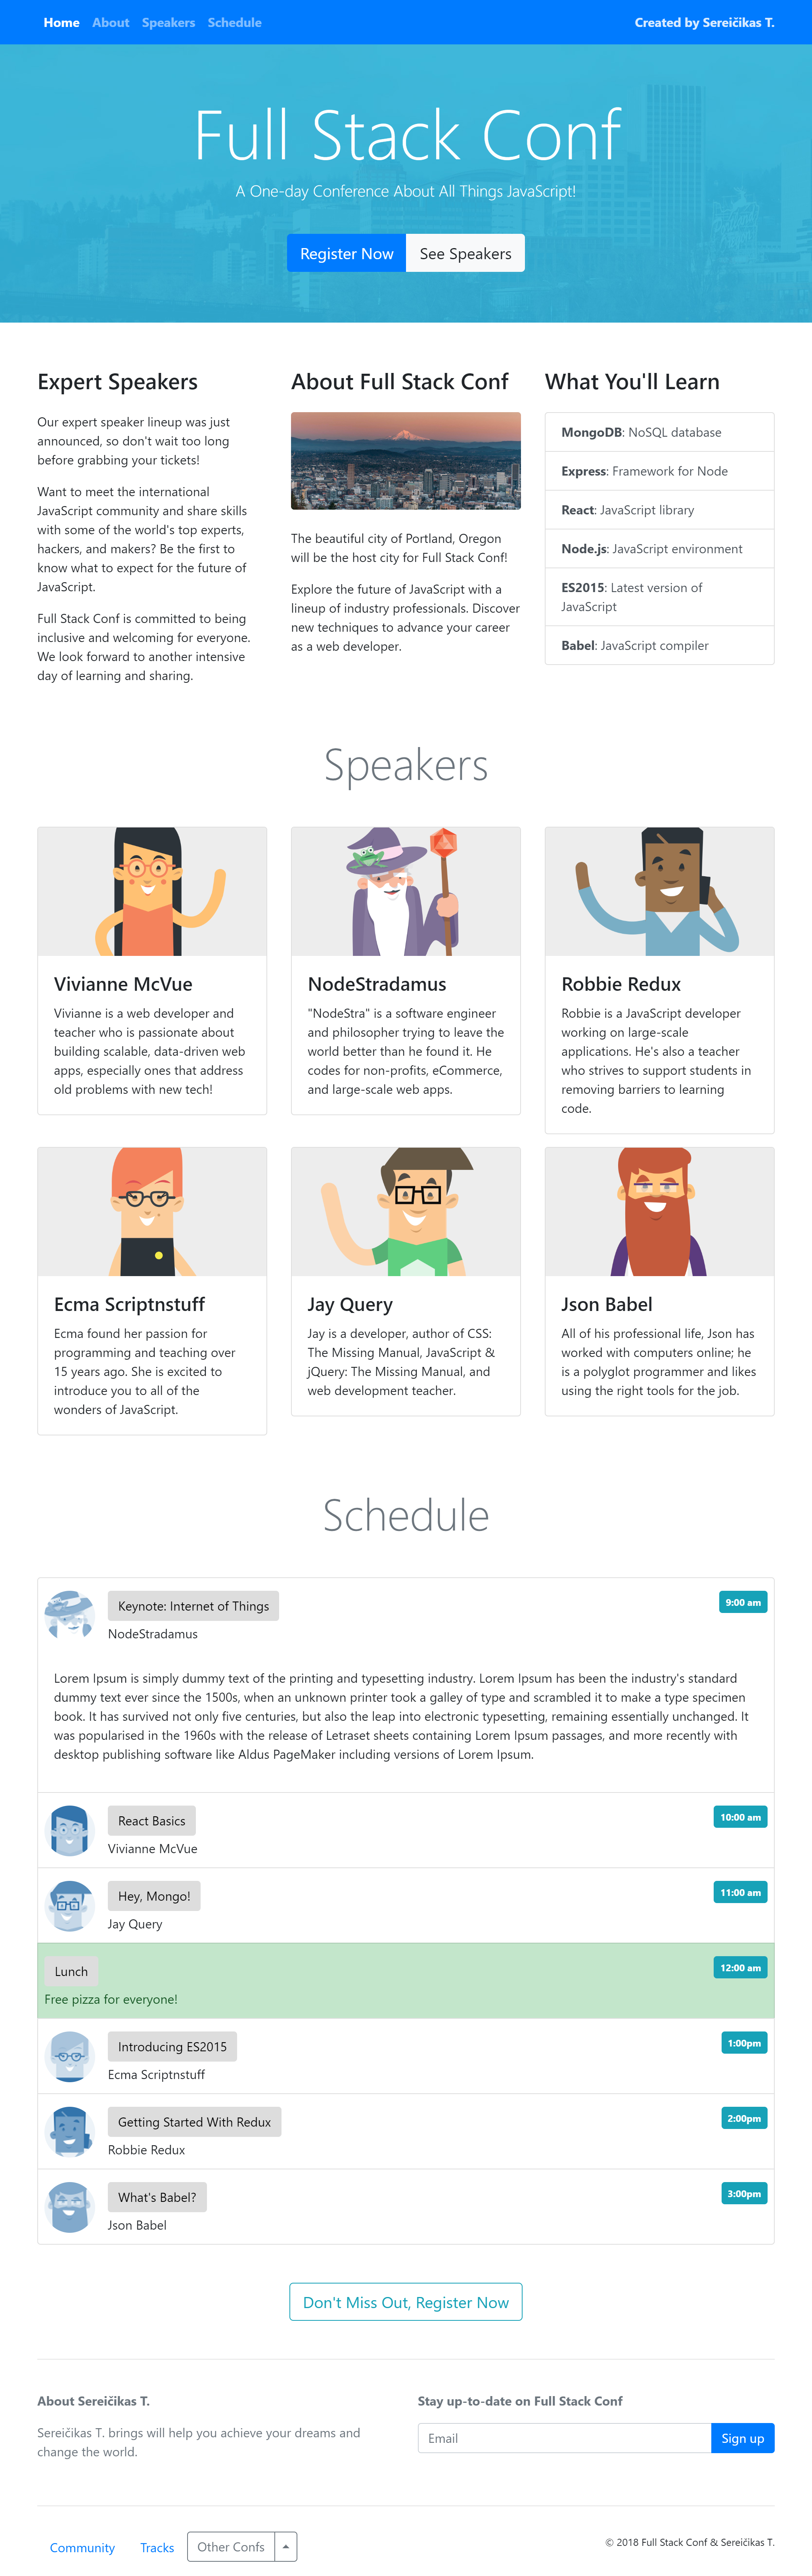 Home About Speakers Schedule Created by Sereičikas T.
Full Stack Conf
A One-day Conference About All Things JavaScript!
Register Now See Speakers
Expert Speakers
Our expert speaker lineup was just
announced, so don't wait too long
before grabbing your tickets!
Want to meet the international
JavaScript community and share skills
with some of the world's top experts,
hackers, and makers? Be the first to
know what to expect for the future of
JavaScript.
Full Stack Conf is committed to being
inclusive and welcoming for everyone.
We look forward to another intensive
day of learning and sharing.
About Full Stack Conf
The beautiful city of Portland, Oregon
will be the host city for Full Stack Conf!
Explore the future of JavaScript with a
lineup of industry professionals. Discover
new techniques to advance your career
as a web developer.
What You'll Learn
MongoDB: NoSQL database
Express: Framework for Node
React: JavaScript library
Node.js: JavaScript environment
ES2015: Latest version of
JavaScript
Babel: JavaScript compiler
Speakers
Vivianne McVue
Vivianne is a web developer and
teacher who is passionate about
building scalable, data-driven web
apps, especially ones that address
old problems with new tech!
NodeStradamus
"NodeStra" is a software engineer
and philosopher trying to leave the
world better than he found it. He
codes for non-profits, eCommerce,
and large-scale web apps.
Robbie Redux
Robbie is a JavaScript developer
working on large-scale
applications. He's also a teacher
who strives to support students in
removing barriers to learning
code.
Ecma Scriptnstuff
Ecma found her passion for
programming and teaching over
15 years ago. She is excited to
introduce you to all of the
wonders of JavaScript.
Jay Query
Jay is a developer, author of CSS:
The Missing Manual, JavaScript &
jQuery: The Missing Manual, and
web development teacher.
Json Babel
All of his professional life, Json has
worked with computers online; he
is a polyglot programmer and likes
using the right tools for the job.
Schedule
Keynote: Internet of Things 9:00 am
NodeStradamus
Lorem Ipsum is simply dummy text of the printing and typesetting industry. Lorem Ipsum has been the industry's standard
dummy text ever since the 1500s, when an unknown printer took a galley of type and scrambled it to make a type specimen
book. It has survived not only five centuries, but also the leap into electronic typesetting, remaining essentially unchanged. It
was popularised in the 1960s with the release of Letraset sheets containing Lorem Ipsum passages, and more recently with
desktop publishing software like Aldus PageMaker including versions of Lorem Ipsum.
React Basics 10:00 am
Vivianne McVue
Hey, Mongo! 11:00 am
Jay Query
Lunch 12:00 am
Free pizza for everyone!
Introducing ES2015 1:00pm
Ecma Scriptnstuff
Getting Started With Redux 2:00pm
Robbie Redux
What's Babel? 3:00pm
Json Babel
Don't Miss Out, Register Now
About Sereičikas T.
Sereičikas T. brings will help you achieve your dreams and
change the world.
Stay up-to-date on Full Stack Conf
Email Sign up
Community Tracks Other Confs © 2018 Full Stack Conf & Sereičikas T.